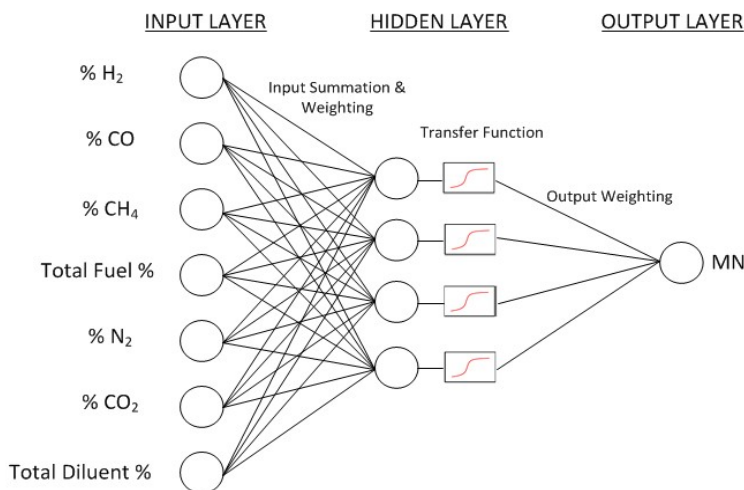 INPUT LAYER
HIDDEN LAYER
OUTPUT LAYER
% H₂
Input Summation &
Weighting
% CO
Transfer Function
% CH₄
Output Weighting
Total Fuel %
MN
% N₂
% CO₂
Total Diluent %